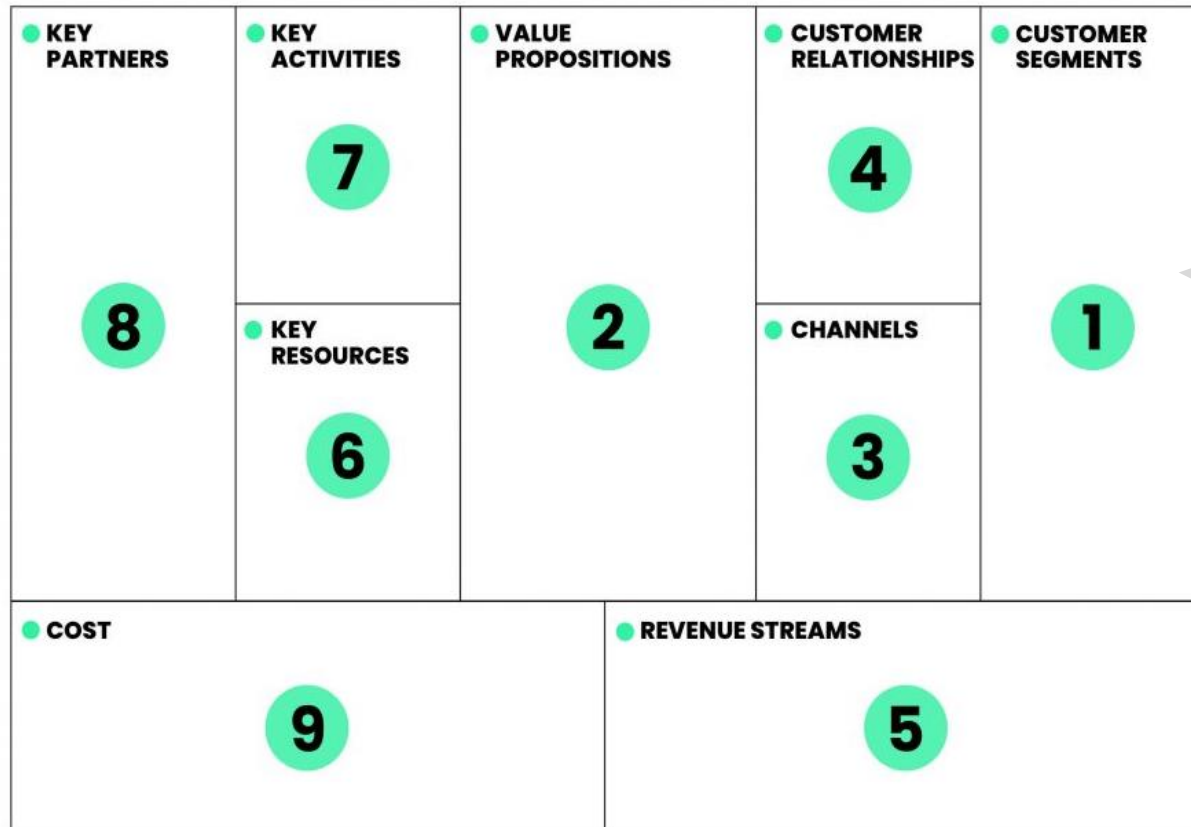 KEY
PARTNERS
8
KEY
ACTIVITIES
7
KEY
RESOURCES
6
VALUE
PROPOSITIONS
2
CUSTOMER
RELATIONSHIPS
4
CHANNELS
3
CUSTOMER
SEGMENTS
1
COST
9
REVENUE STREAMS
5